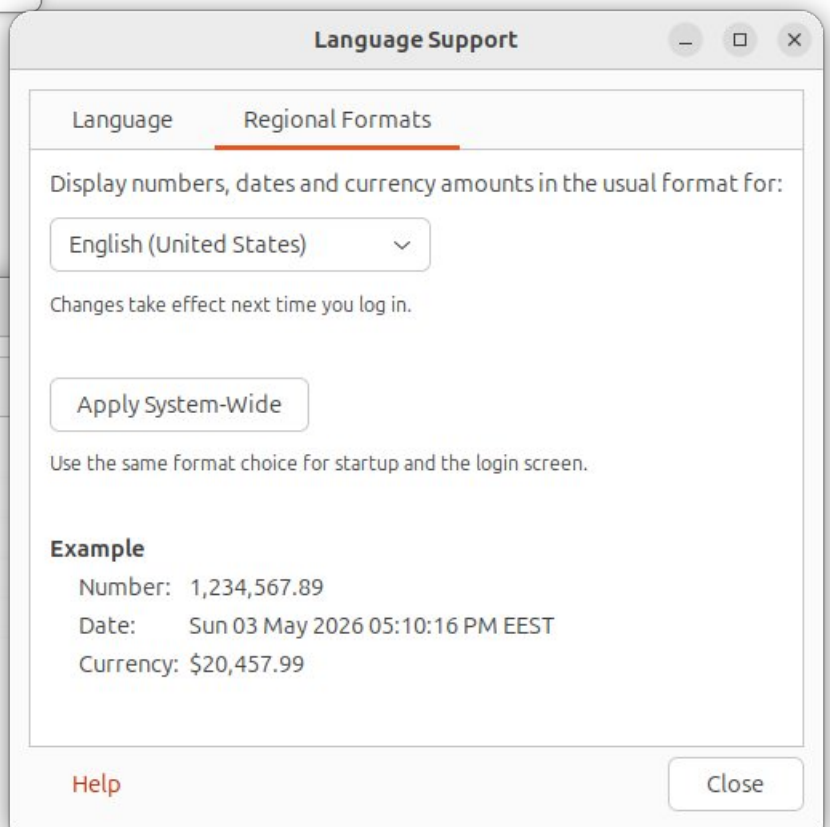 Language Support
Language Regional Formats
Display numbers, dates and currency amounts in the usual format for:
English (United States)
Changes take effect next time you log in.
Apply System-Wide
Use the same format choice for startup and the login screen.
Example
Number: 1,234,567.89
Date: Sun 03 May 2026 05:10:16 PM EEST
Currency: $20,457.99
Help Close